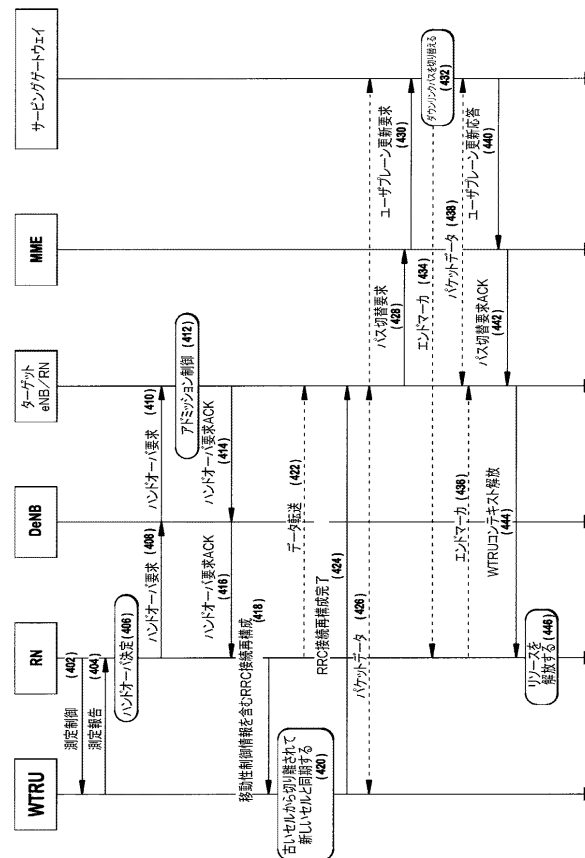 WTRU
RN
DeNB
ターゲット
eNB/RN
MME
サービングゲートウェイ
測定制御 (402)
測定報告 (404)
ハンドオーバ決定 (406)
ハンドオーバ要求 (408)
ハンドオーバ要求 (410)
アドミッション制御 (412)
ハンドオーバ要求ACK (414)
ハンドオーバ要求ACK (416)
移動性制御情報を含むRRC接続再構成 (418)
古いセルから切り離されて
新しいセルと同期する
(420)
データ転送 (422)
RRC接続再構成完了 (424)
パケットデータ (426)
パス切替要求
(428)
ユーザプレーン更新要求
(430)
ダウンリンクパスを切り替える
(432)
エンドマーカ (434)
エンドマーカ (436)
パケットデータ (438)
ユーザプレーン更新応答
(440)
パス切替要求ACK
(442)
WTRUコンテキスト解放
(444)
リソースを
解放する (446)